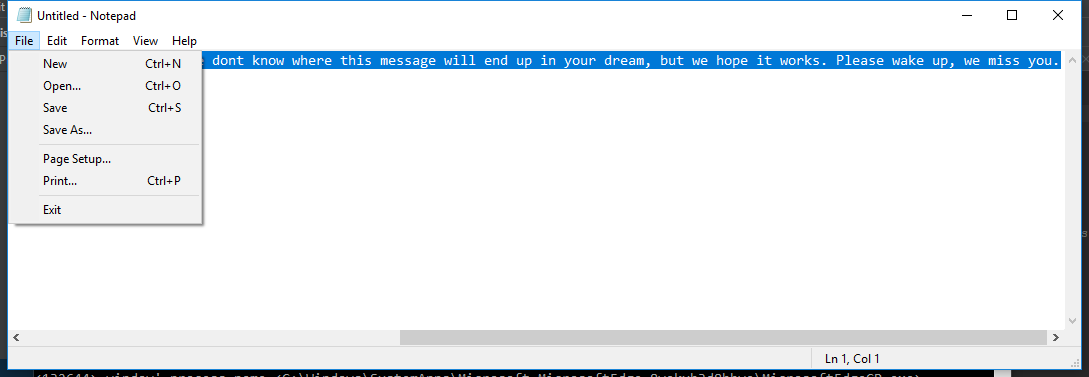 Untitled - Notepad
File Edit Format View Help
dont know where this message will end up in your dream, but we hope it works. Please wake up, we miss you.
New Ctrl+N
Open... Ctrl+O
Save Ctrl+S
Save As...
Page Setup...
Print... Ctrl+P
Exit
Ln 1, Col 1